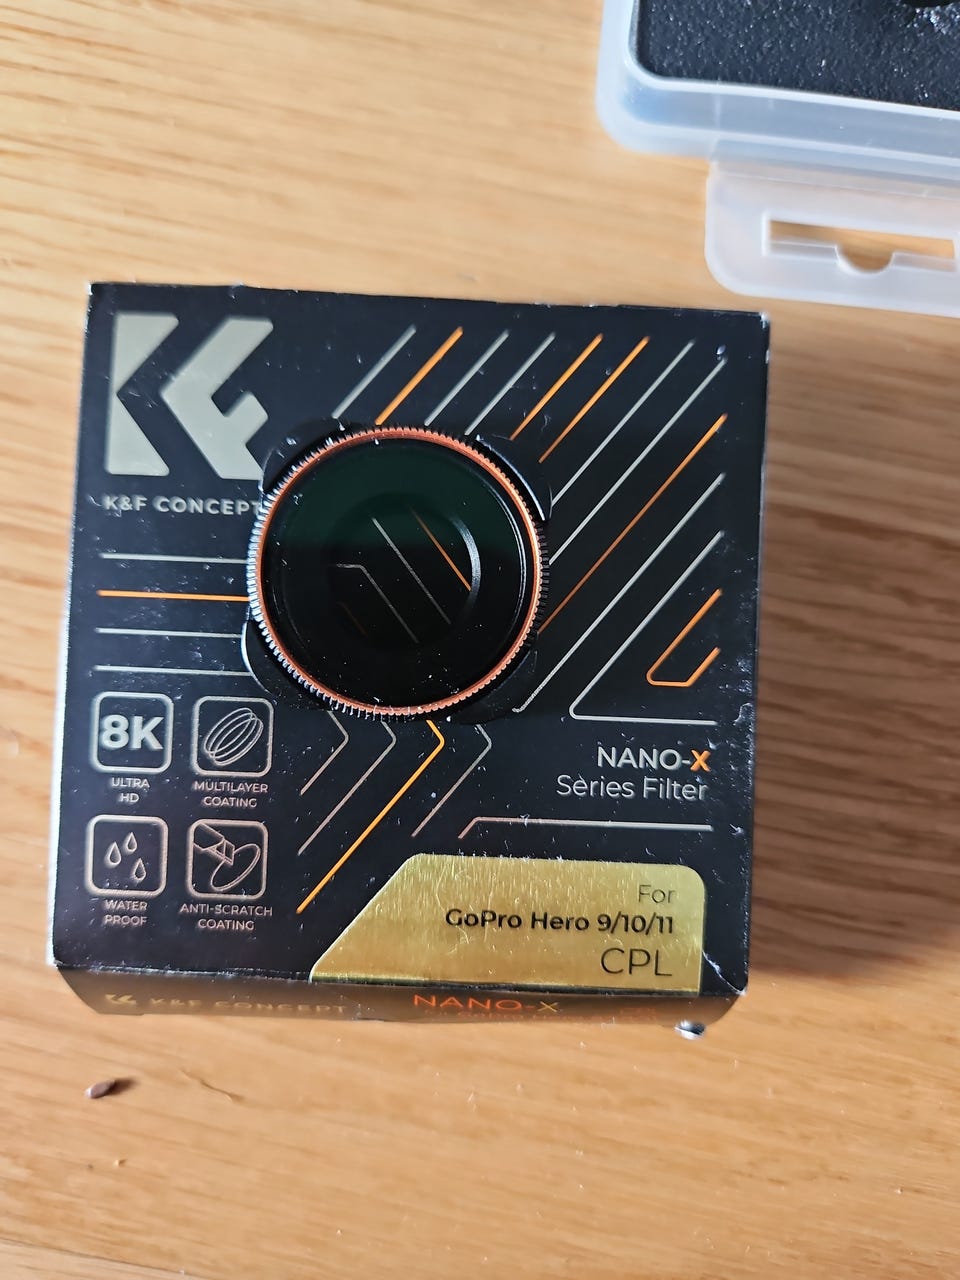 KF
K&F CONCEPT
8K
ULTRA
HD
MULTILAYER
COATING
WATER
PROOF
ANTI-SCRATCH
COATING
NANO-X
Series Filter
For
GoPro Hero 9/10/11
CPL
K&F CONCEPT
NANO-X